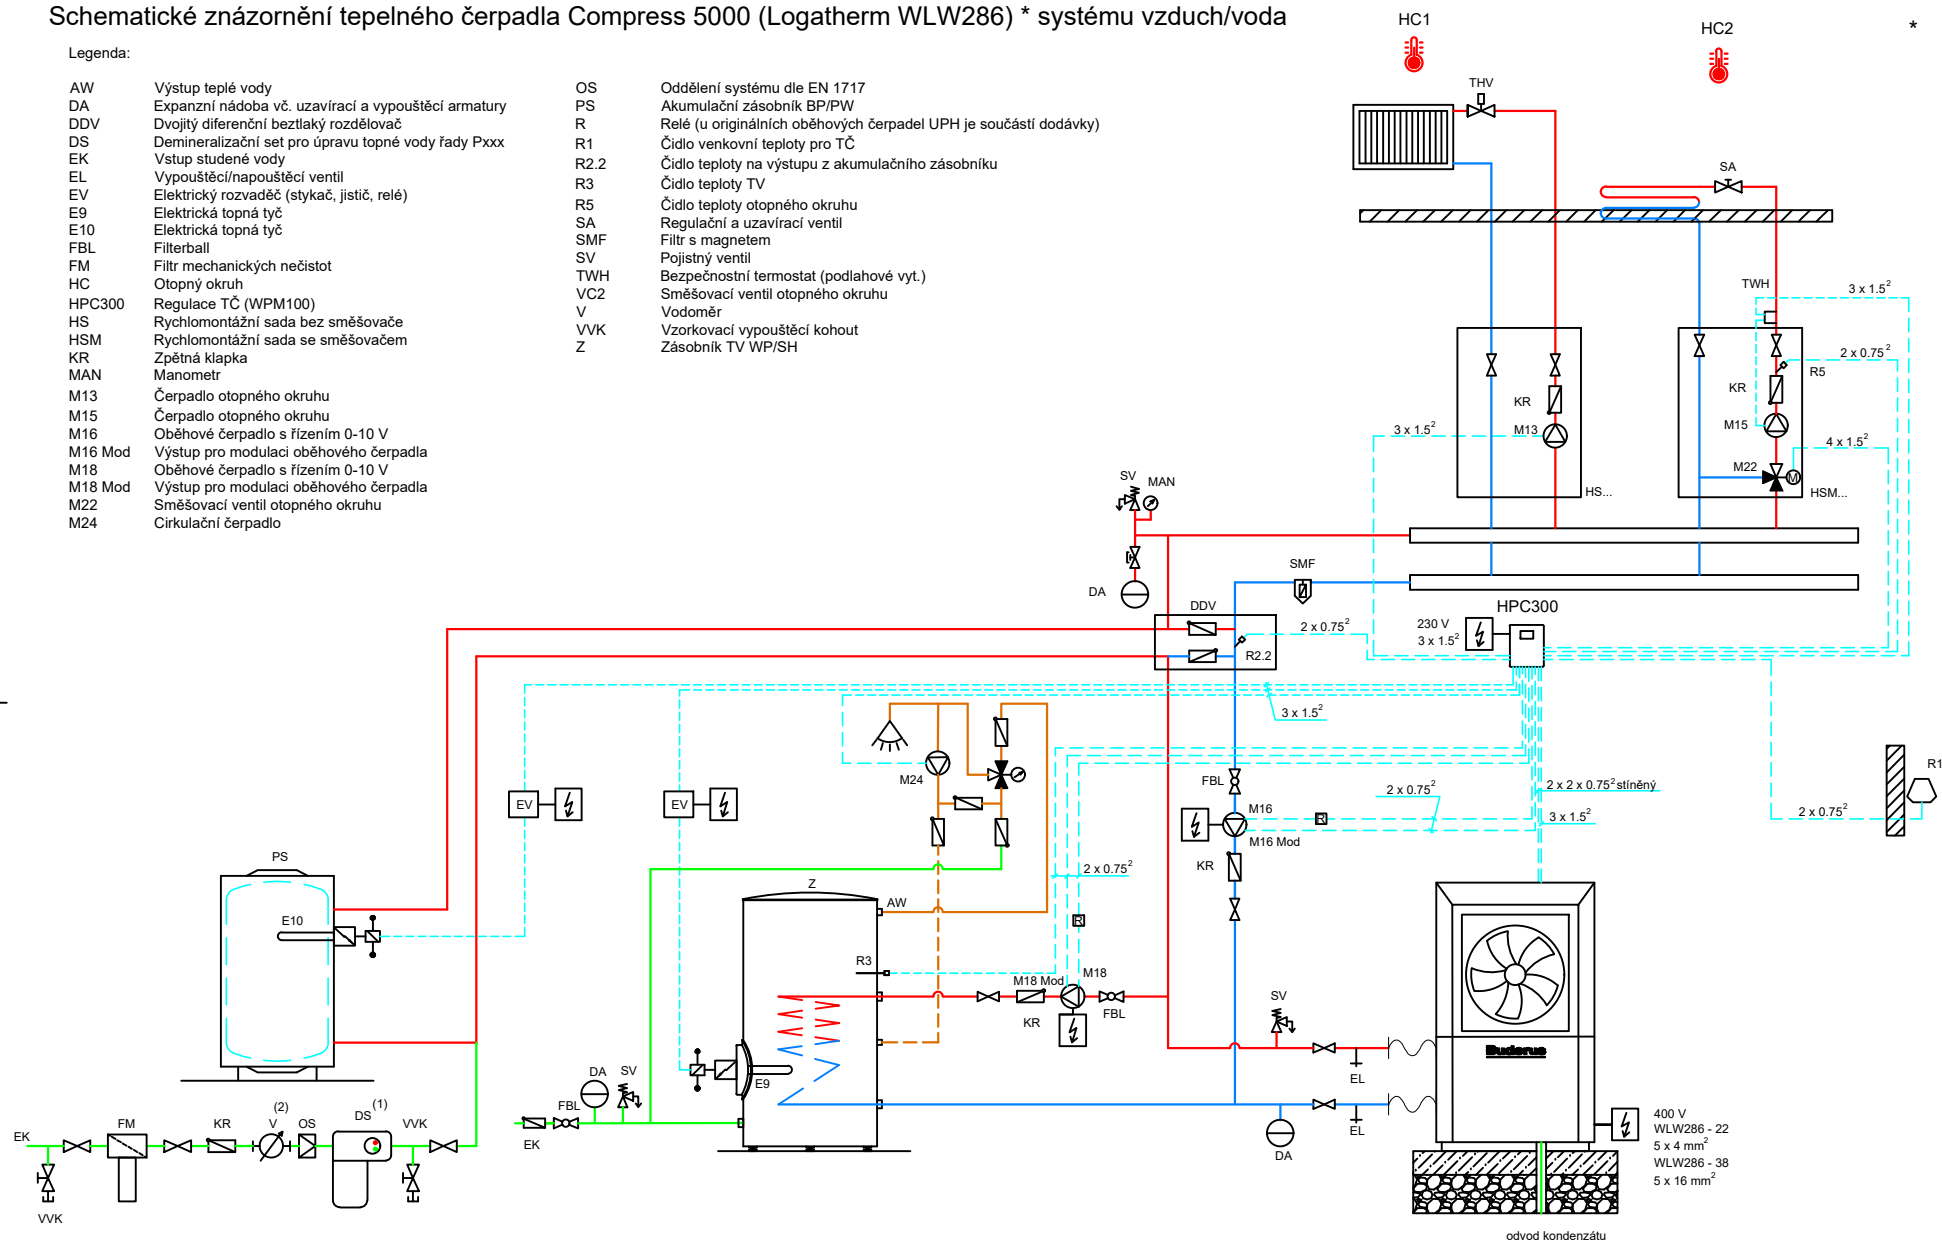 Schematické znázornění tepelného čerpadla Compress 5000 (Logatherm WLW286) * systému vzduch/voda
*
Legenda:
AW Výstup teplé vody
DA Expanzní nádoba vč. uzavírací a vypouštěcí armatury
DDV Dvojitý diferenční beztlaký rozdělovač
DS Demineralizační set pro úpravu topné vody řady Pxxx
EK Vstup studené vody
EL Vypouštěcí/napouštěcí ventil
EV Elektrický rozvaděč (stykač, jistič, relé)
E9 Elektrická topná tyč
E10 Elektrická topná tyč
FBL Filterball
FM Filtr mechanických nečistot
HC Otopný okruh
HPC300 Regulace TČ (WPM100)
HS Rychlomontážní sada bez směšovače
HSM Rychlomontážní sada se směšovačem
KR Zpětná klapka
MAN Manometr
M13 Čerpadlo otopného okruhu
M15 Čerpadlo otopného okruhu
M16 Oběhové čerpadlo s řízením 0-10 V
M16 Mod Výstup pro modulaci oběhového čerpadla
M18 Oběhové čerpadlo s řízením 0-10 V
M18 Mod Výstup pro modulaci oběhového čerpadla
M22 Směšovací ventil otopného okruhu
M24 Cirkulační čerpadlo
OS Oddělení systému dle EN 1717
PS Akumulační zásobník BP/PW
R Relé (u originálních oběhových čerpadel UPH je součástí dodávky)
R1 Čidlo venkovní teploty pro TČ
R2.2 Čidlo teploty na výstupu z akumulačního zásobníku
R3 Čidlo teploty TV
R5 Čidlo teploty otopného okruhu
SA Regulační a uzavírací ventil
SMF Filtr s magnetem
SV Pojistný ventil
TWH Bezpečnostní termostat (podlahové vyt.)
VC2 Směšovací ventil otopného okruhu
V Vodoměr
VVK Vzorkovací vypouštěcí kohout
Z Zásobník TV WP/SH
HC1
HC2
THV
SA
TWH
3 x 1.5²
2 x 0.75²
R5
KR
KR
M15
M13
3 x 1.5²
4 x 1.5²
M22
M
HS...
HSM...
SV
MAN
DA
SMF
DDV
HPC300
230 V
3 x 1.5²
2 x 0.75²
R2.2
3 x 1.5²
M24
FBL
2 x 0.75²
2 x 2 x 0.75² stíněný
3 x 1.5²
2 x 0.75²
R1
EV
EV
M16
R
M16 Mod
KR
PS
E10
Z
2 x 0.75²
AW
R
R3
M18 Mod
M18
KR
FBL
SV
Buderus
EL
E9
DA
SV
FBL
EK
EL
DA
400 V
WLW286 - 22
5 x 4 mm²
WLW286 - 38
5 x 16 mm²
odvod kondenzátu
EK
FM
KR
(2)
V
OS
DS (1)
VVK
VVK